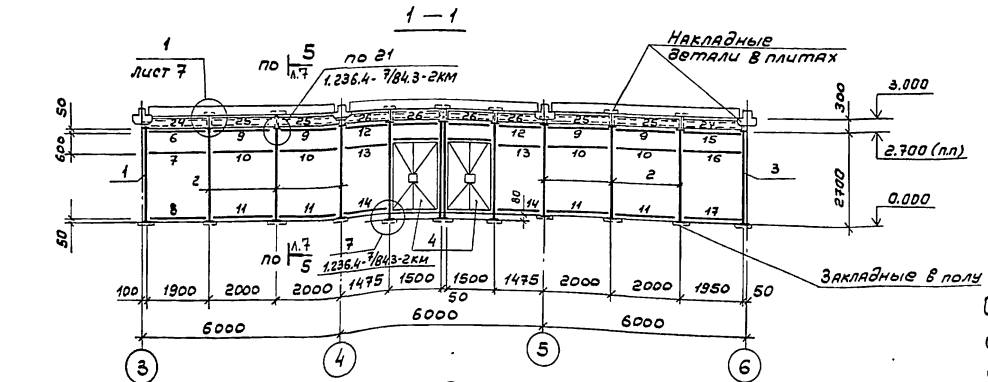 1 — 1
1
лист 7
по 5
л.7
по 21
1.236.4-7/84.3-2км
Накладные
детали в плитах
50
600
50
24 25 25 26 26 26 26 25 25 24
6 9 9 12 12 9 9 15
7 10 10 13 13 10 10 16
1 2 2 3
8 11 11 14 14 11 11 17
80
300
2700
3.000
2.700 (пл)
0.000
по л.7
5
7
1.236.4-7/84.3-2км
4
Закладные в полу
100 1900 2000 2000 1475 1500 50 1500 1475 2000 2000 1950 50
6000 6000 6000
3 4 5 6